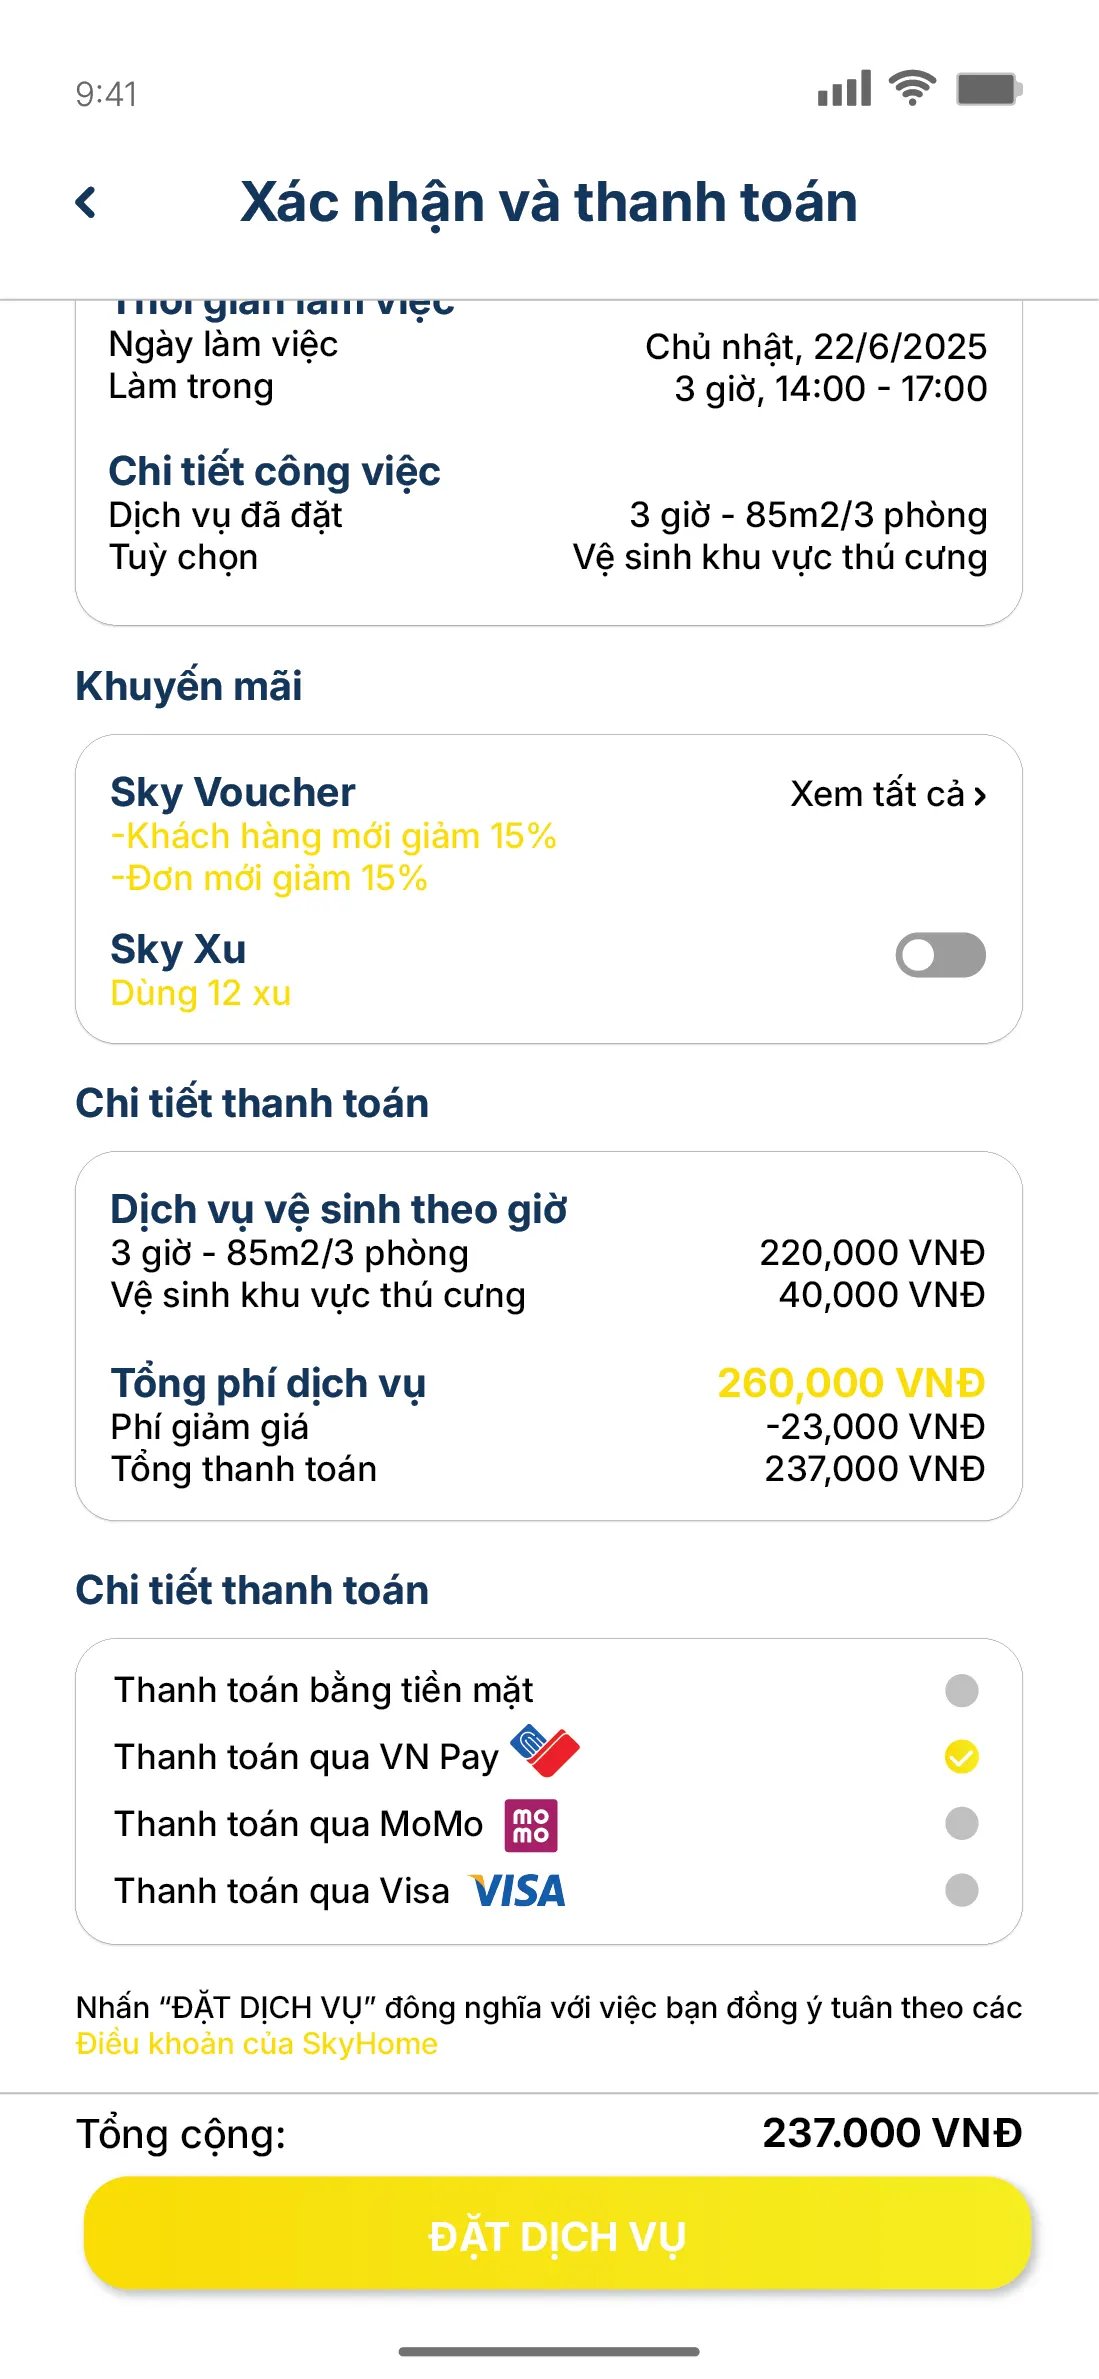 9:41
Xác nhận và thanh toán
Thời gian làm việc
Ngày làm việc Chủ nhật, 22/6/2025
Làm trong 3 giờ, 14:00 - 17:00
Chi tiết công việc
Dịch vụ đã đặt 3 giờ - 85m2/3 phòng
Tuỳ chọn Vệ sinh khu vực thú cưng
Khuyến mãi
Sky Voucher Xem tất cả
-Khách hàng mới giảm 15%
-Đơn mới giảm 15%
Sky Xu
Dùng 12 xu
Chi tiết thanh toán
Dịch vụ vệ sinh theo giờ
3 giờ - 85m2/3 phòng 220,000 VNĐ
Vệ sinh khu vực thú cưng 40,000 VNĐ
Tổng phí dịch vụ 260,000 VNĐ
Phí giảm giá -23,000 VNĐ
Tổng thanh toán 237,000 VNĐ
Chi tiết thanh toán
Thanh toán bằng tiền mặt
Thanh toán qua VN Pay
Thanh toán qua MoMo mo mo
Thanh toán qua Visa VISA
Nhấn “ĐẶT DỊCH VỤ” đông nghĩa với việc bạn đồng ý tuân theo các
Điều khoản của SkyHome
Tổng cộng: 237.000 VNĐ
ĐẶT DỊCH VỤ